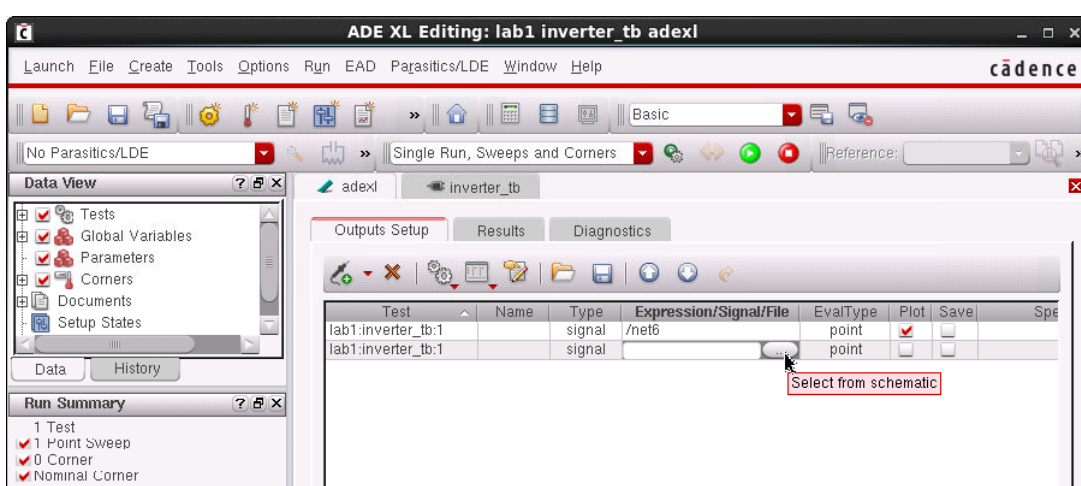 ADE XL Editing: lab1 inverter_tb adexl
Launch File Create Tools Options Run EAD Parasitics/LDE Window Help
cādence
» Basic
No Parasitics/LDE » Single Run, Sweeps and Corners Reference: »
Data View
Tests
Global Variables
Parameters
Corners
Documents
Setup States
Data History
Run Summary
1 Test
1 Point Sweep
0 Corner
Nominal Corner
adexl inverter_tb
Outputs Setup Results Diagnostics
Test Name Type Expression/Signal/File EvalType Plot Save Spe
lab1:inverter_tb:1 signal /net6 point
lab1:inverter_tb:1 signal ... point
Select from schematic